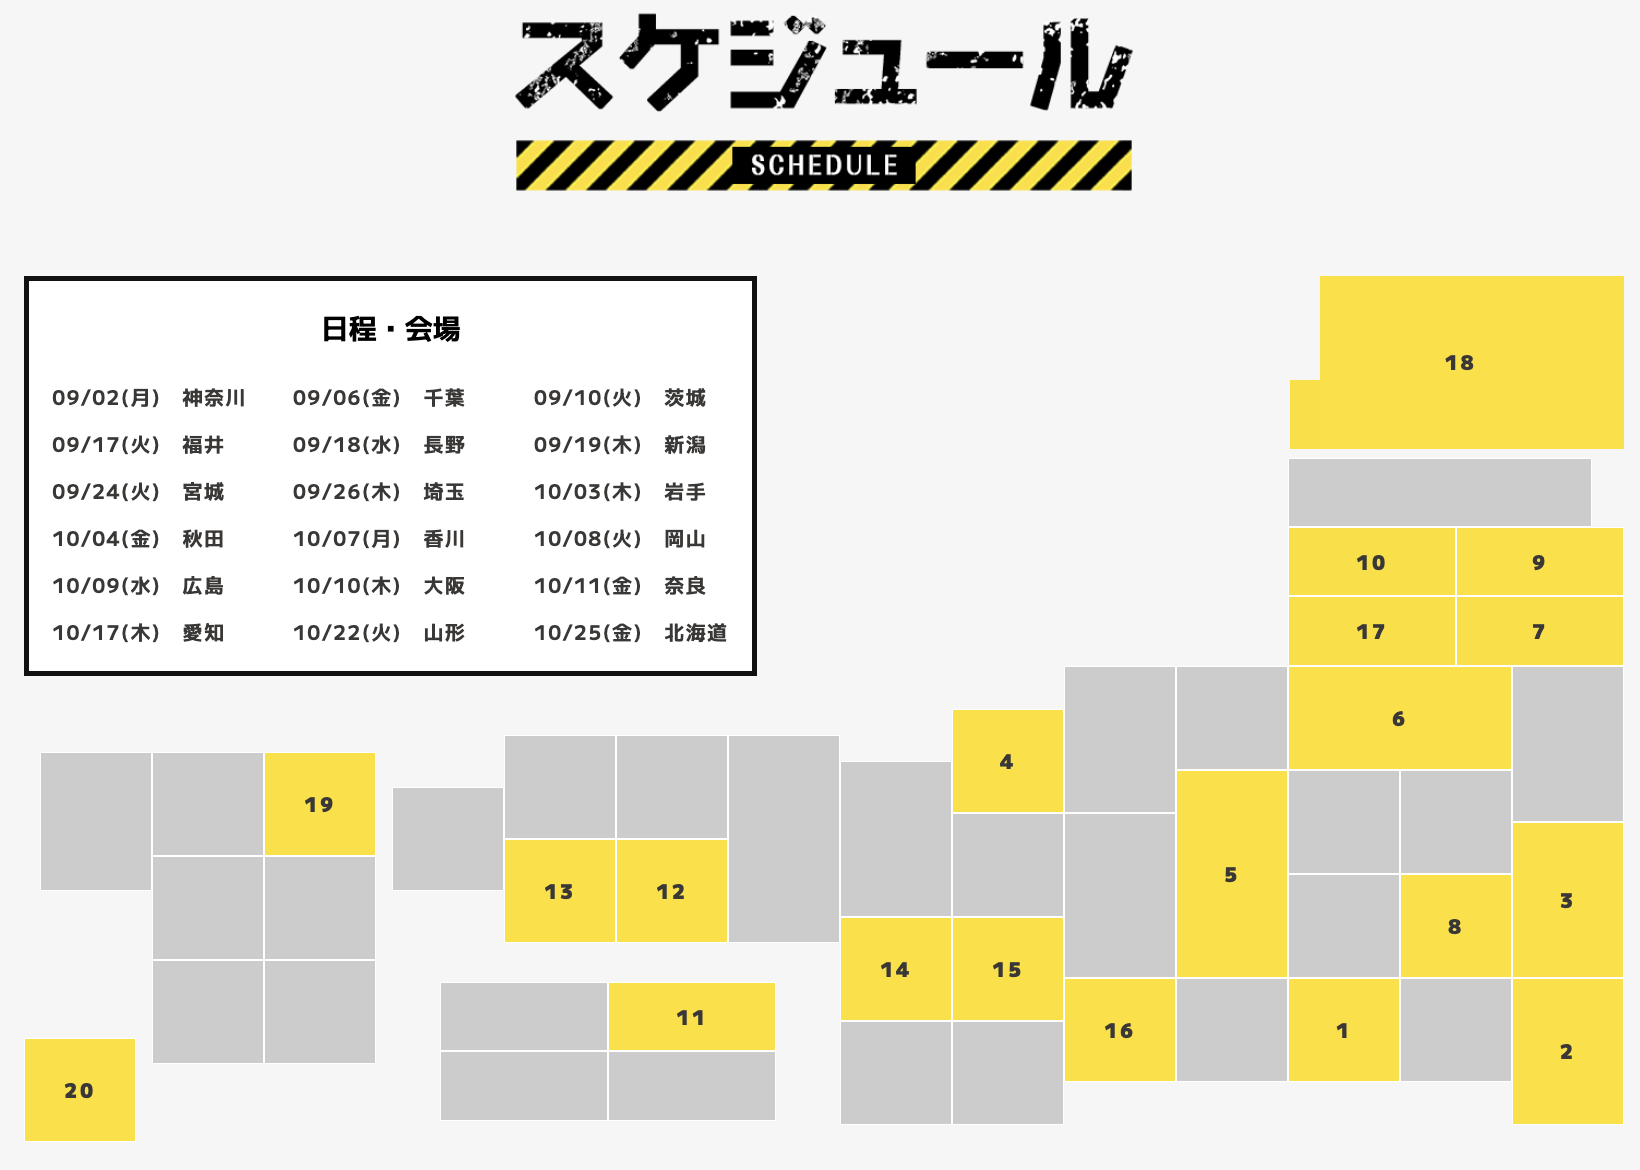 スケジュール
SCHEDULE
日程・会場
09/02(月) 神奈川 09/06(金) 千葉 09/10(火) 茨城
09/17(火) 福井 09/18(水) 長野 09/19(木) 新潟
09/24(火) 宮城 09/26(木) 埼玉 10/03(木) 岩手
10/04(金) 秋田 10/07(月) 香川 10/08(火) 岡山
10/09(水) 広島 10/10(木) 大阪 10/11(金) 奈良
10/17(木) 愛知 10/22(火) 山形 10/25(金) 北海道
18
10 9
17 7
6
4
19
5
13 12
3
8
14 15
11
16
1
2
20